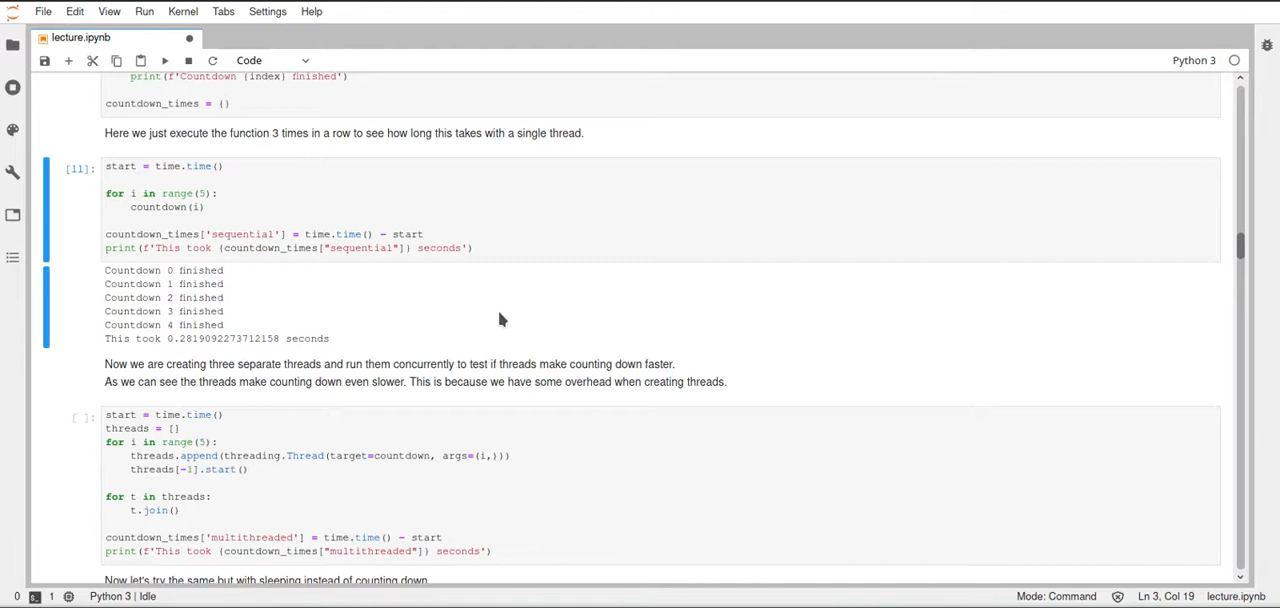 File Edit View Run Kernel Tabs Settings Help
lecture.ipynb
Code
Python 3
print(f'Countdown {index} finished')
countdown_times = {}
Here we just execute the function 3 times in a row to see how long this takes with a single thread.
[11]:
start = time.time()
for i in range(5):
countdown(i)
countdown_times['sequential'] = time.time() - start
print(f'This took {countdown_times["sequential"]} seconds')
Countdown 0 finished
Countdown 1 finished
Countdown 2 finished
Countdown 3 finished
Countdown 4 finished
This took 0.2819092273712158 seconds
Now we are creating three separate threads and run them concurrently to test if threads make counting down faster.
As we can see the threads make counting down even slower. This is because we have some overhead when creating threads.
[ ]:
start = time.time()
threads = []
for i in range(5):
threads.append(threading.Thread(target=countdown, args=(i,)))
threads[-1].start()
for t in threads:
t.join()
countdown_times['multithreaded'] = time.time() - start
print(f'This took {countdown_times["multithreaded"]} seconds')
Now let's try the same but with sleeping instead of counting down
0 1 Python 3 | Idle Mode: Command Ln 3, Col 19 lecture.ipynb